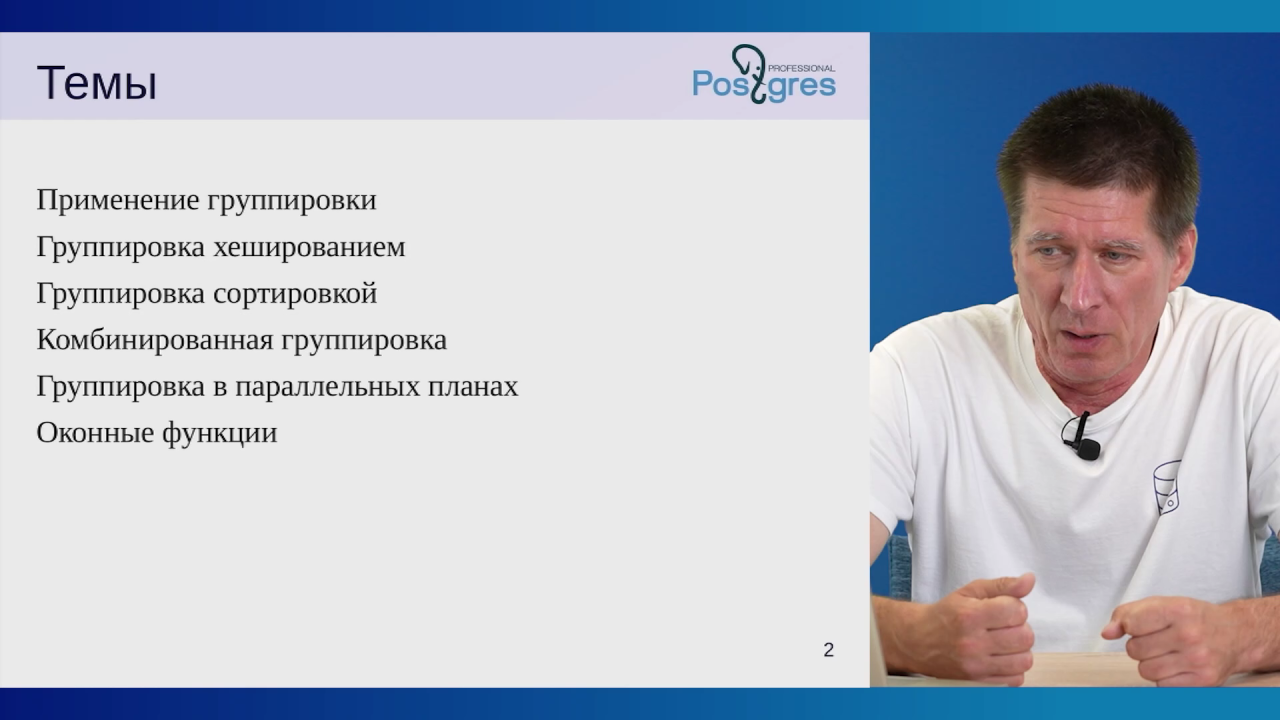 Темы
PROFESSIONAL
Postgres
Применение группировки
Группировка хешированием
Группировка сортировкой
Комбинированная группировка
Группировка в параллельных планах
Оконные функции
2